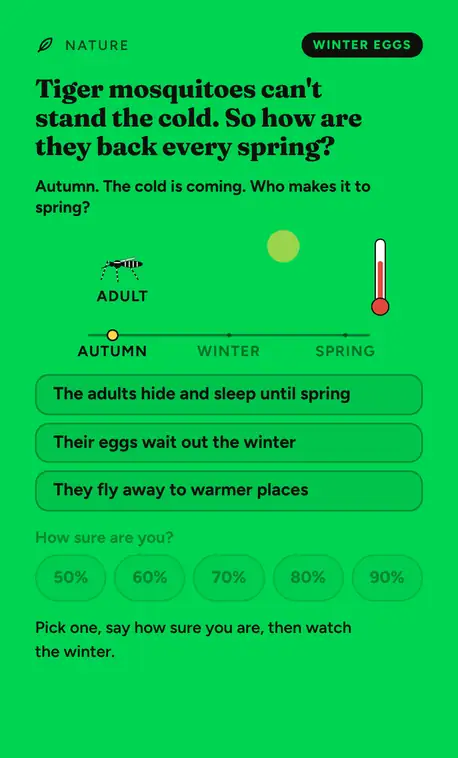 NATURE
WINTER EGGS
Tiger mosquitoes can't
stand the cold. So how are
they back every spring?
Autumn. The cold is coming. Who makes it to
spring?
ADULT
AUTUMN WINTER SPRING
The adults hide and sleep until spring
Their eggs wait out the winter
They fly away to warmer places
How sure are you?
50% 60% 70% 80% 90%
Pick one, say how sure you are, then watch
the winter.